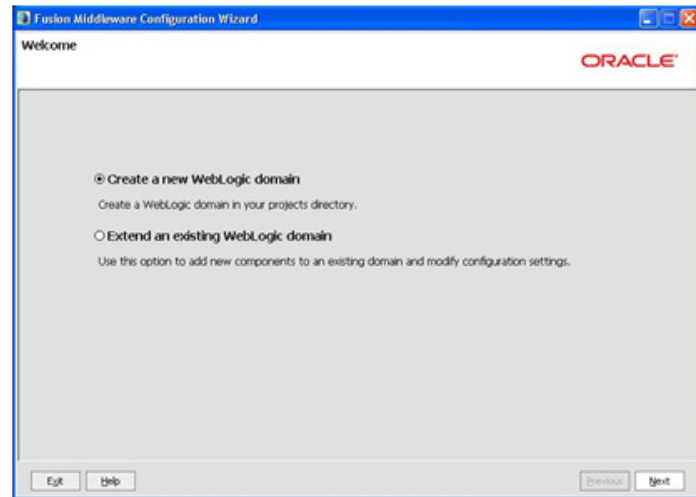 Fusion Middleware Configuration Wizard
Welcome
ORACLE
Create a new WebLogic domain
Create a WebLogic domain in your projects directory.
Extend an existing WebLogic domain
Use this option to add new components to an existing domain and modify configuration settings.
Exit Help Previous Next